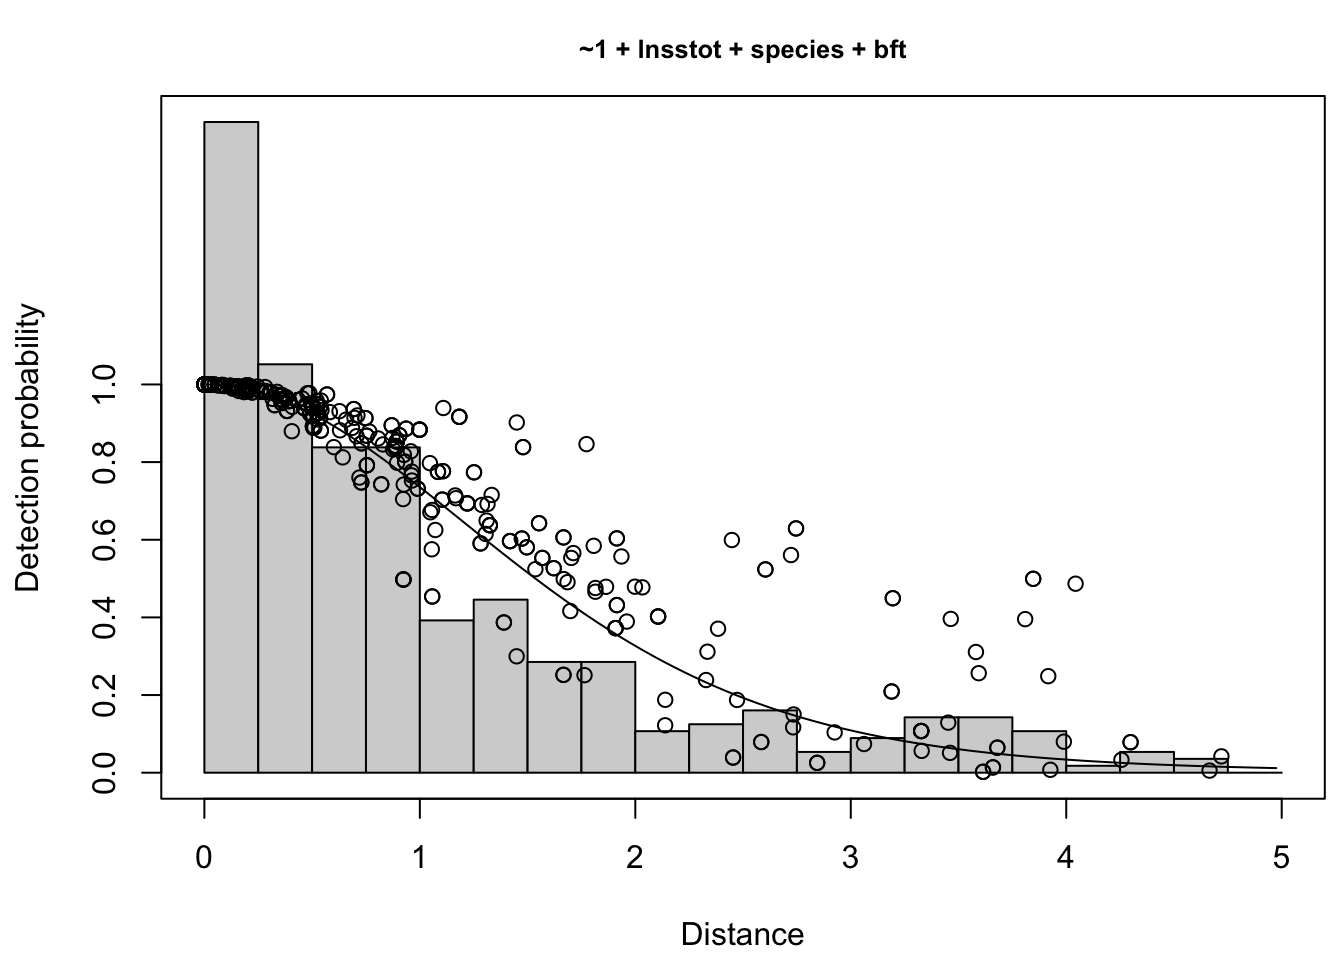 ~1 + lnsstot + species + bft
Detection probability
1.0
0.8
0.6
0.4
0.2
0.0
0 1 2 3 4 5
Distance